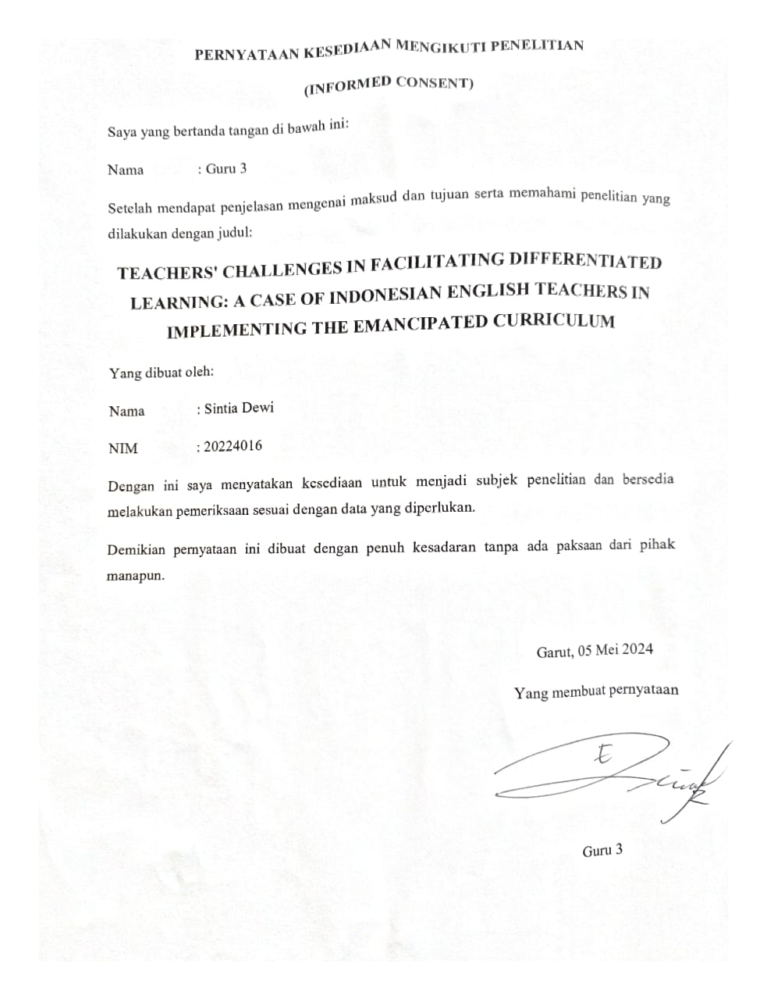 PERNYATAAN KESEDIAAN MENGIKUTI PENELITIAN
(INFORMED CONSENT)
Saya yang bertanda tangan di bawah ini:
Nama : Guru 3
Setelah mendapat penjelasan mengenai maksud dan tujuan serta memahami penelitian yang
dilakukan dengan judul:
TEACHERS' CHALLENGES IN FACILITATING DIFFERENTIATED
LEARNING: A CASE OF INDONESIAN ENGLISH TEACHERS IN
IMPLEMENTING THE EMANCIPATED CURRICULUM
Yang dibuat oleh:
Nama : Sintia Dewi
NIM : 20224016
Dengan ini saya menyatakan kesediaan untuk menjadi subjek penelitian dan bersedia
melakukan pemeriksaan sesuai dengan data yang diperlukan.
Demikian pernyataan ini dibuat dengan penuh kesadaran tanpa ada paksaan dari pihak
manapun.
Garut, 05 Mei 2024
Yang membuat pernyataan
Guru 3